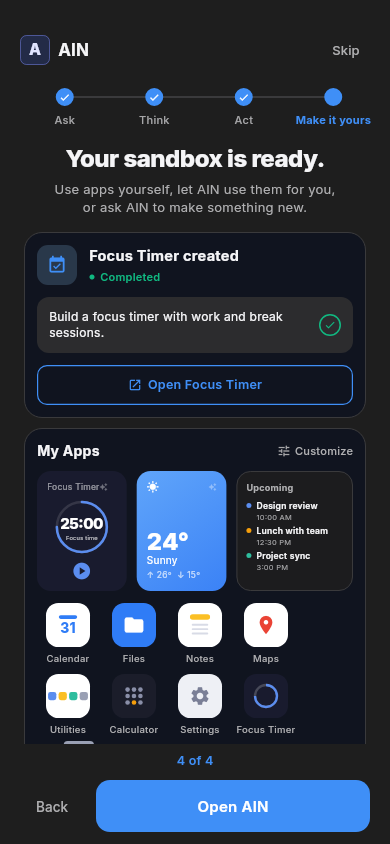 A AIN
Skip
Ask
Think
Act
Make it yours
Your sandbox is ready.
Use apps yourself, let AIN use them for you,
or ask AIN to make something new.
Focus Timer created
Completed
Build a focus timer with work and break
sessions.
Open Focus Timer
My Apps
Customize
Focus Timer
25:00
Focus time
24°
Sunny
↑ 26° ↓ 15°
Upcoming
Design review
10:00 AM
Lunch with team
12:30 PM
Project sync
3:00 PM
31
Calendar
Files
Notes
Maps
Utilities
Calculator
Settings
Focus Timer
4 of 4
Back
Open AIN